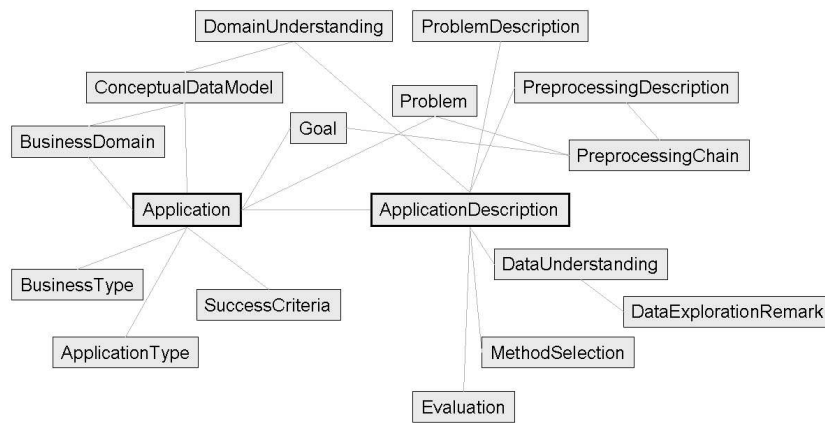 DomainUnderstanding
ProblemDescription
ConceptualDataModel
Problem
PreprocessingDescription
Goal
BusinessDomain
PreprocessingChain
Application
ApplicationDescription
DataUnderstanding
BusinessType
SuccessCriteria
DataExplorationRemark
ApplicationType
MethodSelection
Evaluation